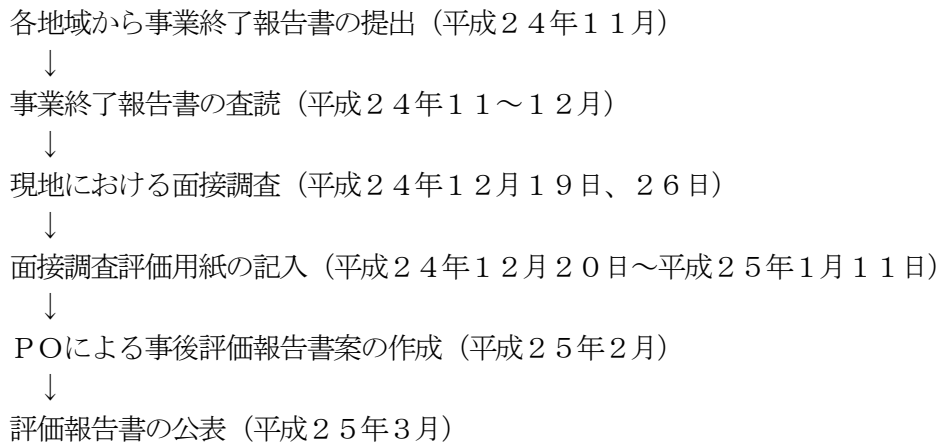 各地域から事業終了報告書の提出（平成２４年１１月）
↓
事業終了報告書の査読（平成２４年１１～１２月）
↓
現地における面接調査（平成２４年１２月１９日、２６日）
↓
面接調査評価用紙の記入（平成２４年１２月２０日～平成２５年１月１１日）
↓
ＰＯによる事後評価報告書案の作成（平成２５年２月）
↓
評価報告書の公表（平成２５年３月）